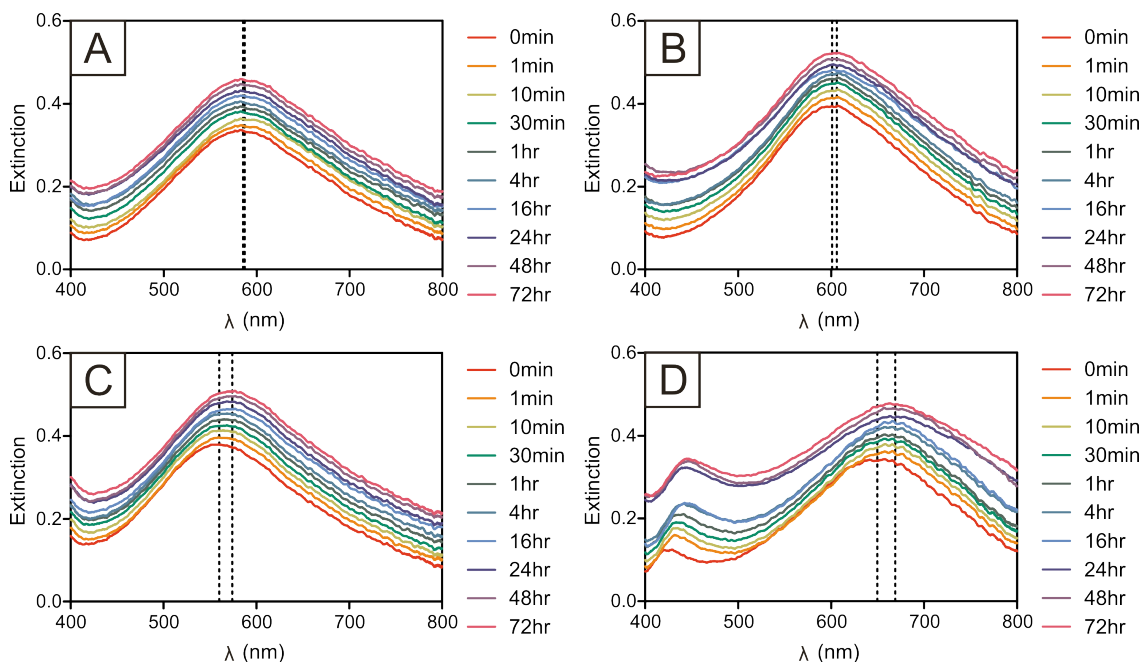 A
Extinction
0.6
0.4
0.2
0.0
400
500
600
700
800
λ (nm)
0min
1min
10min
30min
1hr
4hr
16hr
24hr
48hr
72hr
B
Extinction
0.6
0.4
0.2
0.0
400
500
600
700
800
λ (nm)
0min
1min
10min
30min
1hr
4hr
16hr
24hr
48hr
72hr
C
Extinction
0.6
0.4
0.2
0.0
400
500
600
700
800
λ (nm)
0min
1min
10min
30min
1hr
4hr
16hr
24hr
48hr
72hr
D
Extinction
0.6
0.4
0.2
0.0
400
500
600
700
800
λ (nm)
0min
1min
10min
30min
1hr
4hr
16hr
24hr
48hr
72hr